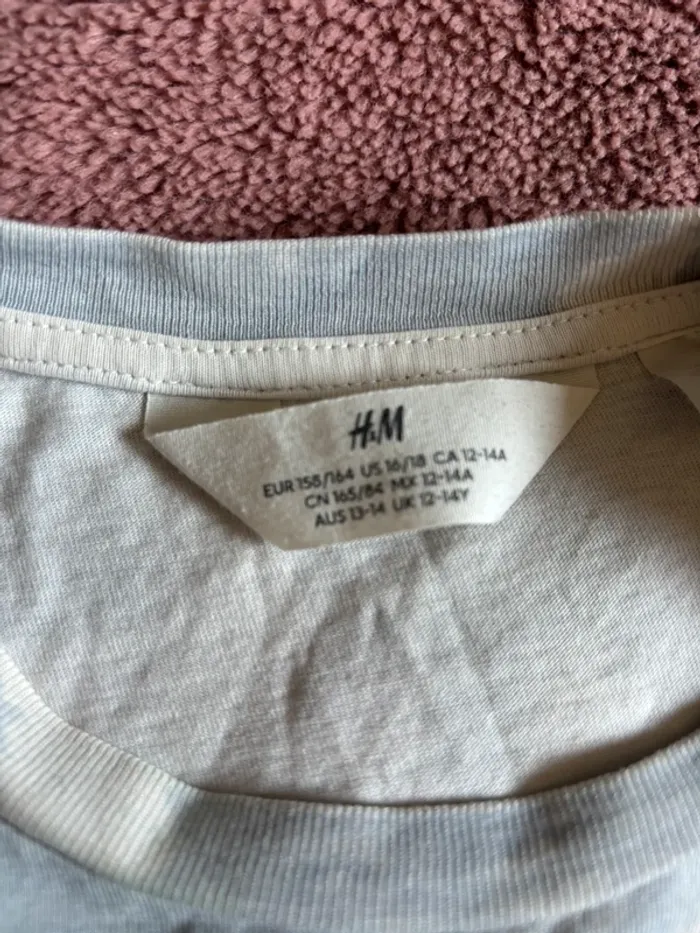 H&M
EUR 158/164 US 16/18 CA 12-14A
CN 165/84 MX 12-14A
AUS 13-14 UK 12-14Y